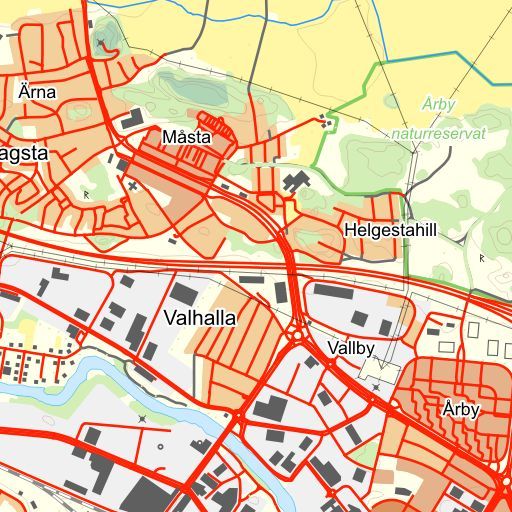 Ärna
Årby
naturreservat
Måsta
agsta
Helgestahill
Valhalla
Vallby
Årby
R
R